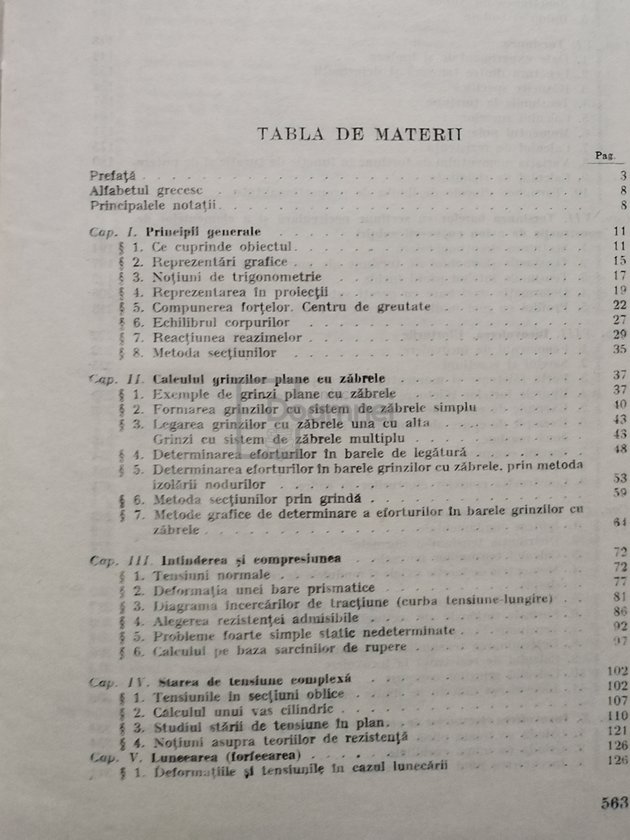 TABLA DE MATERII
Pag.
Prefață 3
Alfabetul grecesc 8
Principalele notații 8
Cap. I. Principii generale 11
§ 1. Ce cuprinde obiectul 11
§ 2. Reprezentări grafice 15
§ 3. Noțiuni de trigonometrie 17
§ 4. Reprezentarea în proiecții 19
§ 5. Compunerea forțelor. Centru de greutate 22
§ 6. Echilibrul corpurilor 27
§ 7. Reacțiunea reazimelor 29
§ 8. Metoda secțiunilor 35
Cap. II. Calculul grinzilor plane cu zăbrele 37
§ 1. Exemple de grinzi plane cu zăbrele 37
§ 2. Formarea grinzilor cu sistem de zăbrele simplu 40
§ 3. Legarea grinzilor cu zăbrele una cu alta 43
Grinzi cu sistem de zăbrele multiplu 43
§ 4. Determinarea eforturilor în barele de legătură 48
§ 5. Determinarea eforturilor în barele grinzilor cu zăbrele, prin metoda
izolării nodurilor 53
§ 6. Metoda secțiunilor prin grindă 59
§ 7. Metode grafice de determinare a eforturilor în barele grinzilor cu
zăbrele 64
Cap. III. Intinderea și compresiunea 72
§ 1. Tensiuni normale 72
§ 2. Deformația unei bare prismatice 77
§ 3. Diagrama încercărilor de tracțiune (curba tensiune-lungire) 81
§ 4. Alegerea rezistenței admisibile 86
§ 5. Probleme foarte simple static nedeterminate 92
§ 6. Calculul pe baza sarcinilor de rupere 97
Cap. IV. Starea de tensiune complexă 102
§ 1. Tensiunile în secțiuni oblice 102
§ 2. Calculul unui vas cilindric 107
§ 3. Studiul stării de tensiune în plan 110
§ 4. Noțiuni asupra teoriilor de rezistență 121
Cap. V. Lunecarea (forfecarea) 126
§ 1. Deformațiile și tensiunile în cazul lunecării 126
563